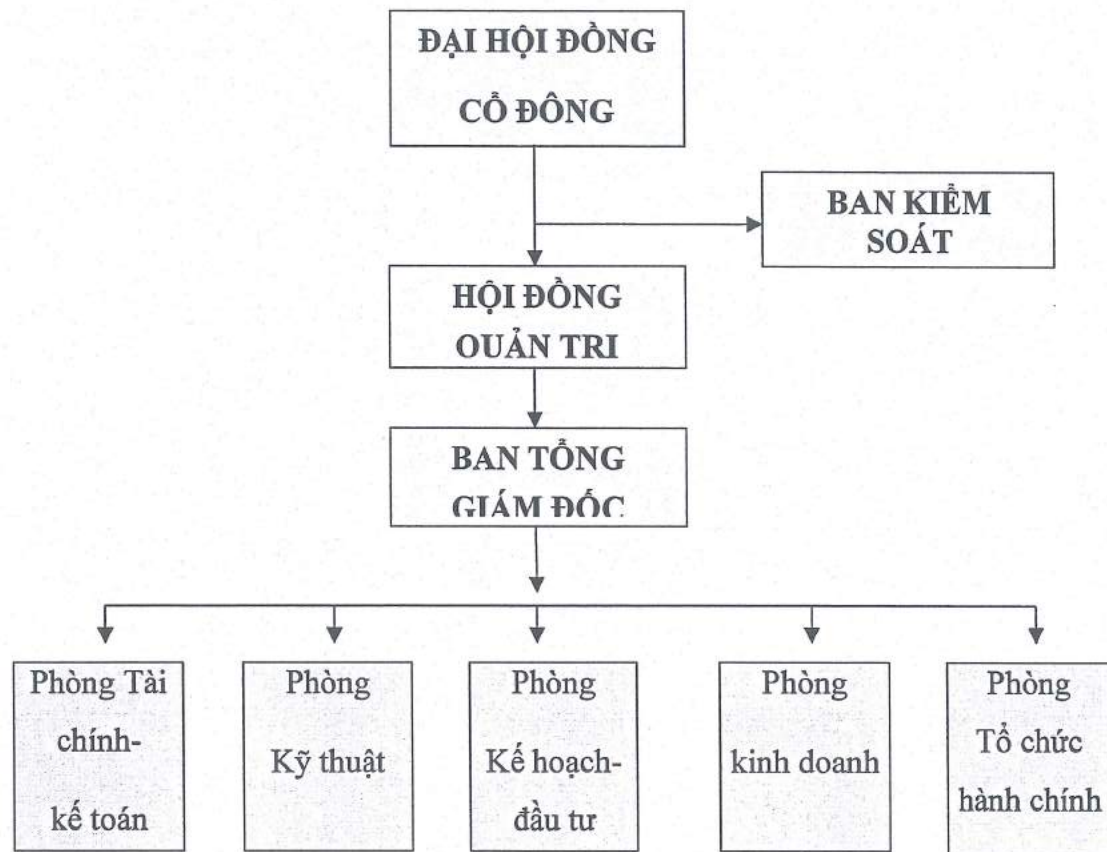 ĐẠI HỘI ĐỒNG
CỔ ĐÔNG
BAN KIỂM
SOÁT
HỘI ĐỒNG
QUẢN TRỊ
BAN TỔNG
GIÁM ĐỐC
Phòng Tài
chính-
kế toán
Phòng
Kỹ thuật
Phòng
Kế hoạch-
đầu tư
Phòng
kinh doanh
Phòng
Tổ chức
hành chính